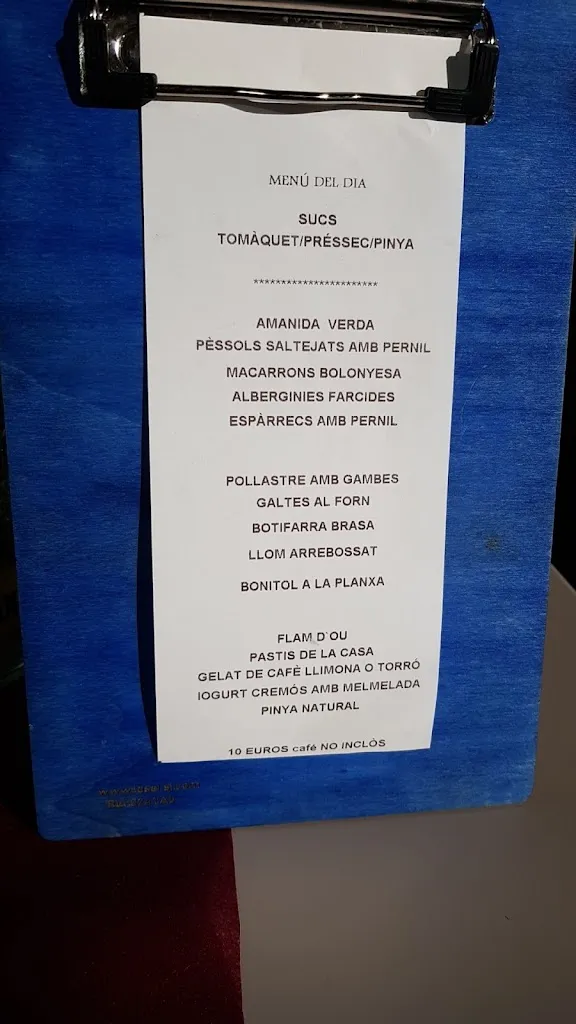 MENÚ DEL DIA
SUCS
TOMÀQUET/PRÉSSEC/PINYA
***********************
AMANIDA VERDA
PÈSSOLS SALTEJATS AMB PERNIL
MACARRONS BOLONYESA
ALBERGINIES FARCIDES
ESPÀRRECS AMB PERNIL
POLLASTRE AMB GAMBES
GALTES AL FORN
BOTIFARRA BRASA
LLOM ARREBOSSAT
BONITOL A LA PLANXA
FLAM D`OU
PASTIS DE LA CASA
GELAT DE CAFÈ LLIMONA O TORRÓ
IOGURT CREMÓS AMB MELMELADA
PINYA NATURAL
10 EUROS café NO INCLÒS